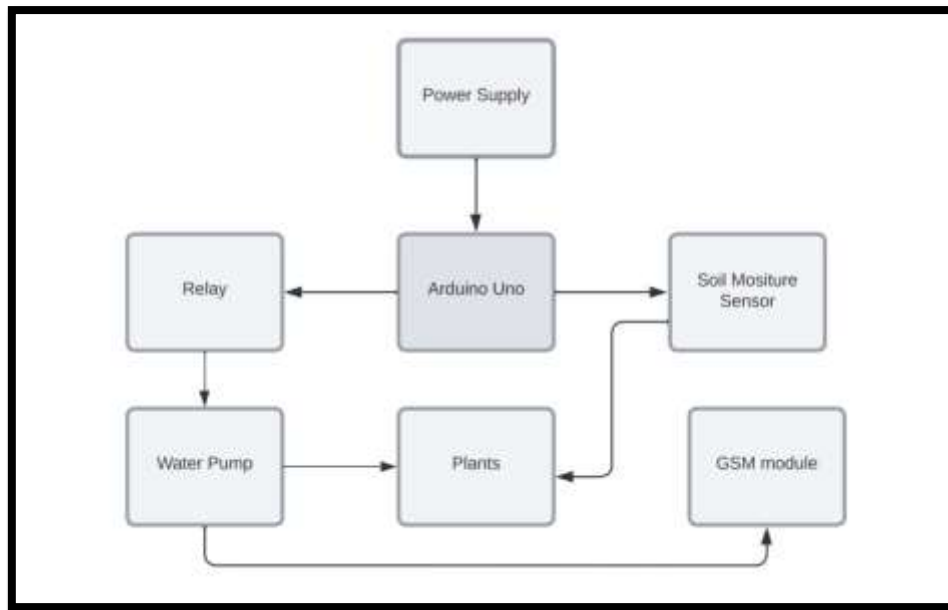 Power Supply
Relay
Arduino Uno
Soil Mositure
Sensor
Water Pump
Plants
GSM module